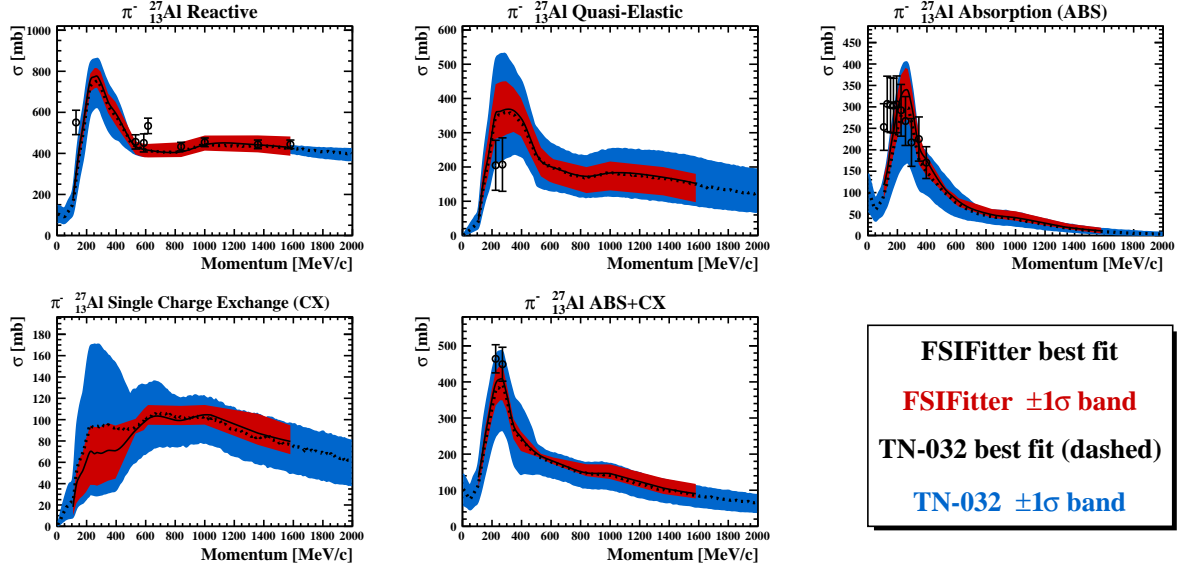 π⁻ ²⁷₁₃Al Reactive
σ [mb]
1000
800
600
400
200
0
0 200 400 600 800 1000 1200 1400 1600 1800 2000
Momentum [MeV/c]
π⁻ ²⁷₁₃Al Quasi-Elastic
σ [mb]
600
500
400
300
200
100
0
0 200 400 600 800 1000 1200 1400 1600 1800 2000
Momentum [MeV/c]
π⁻ ²⁷₁₃Al Absorption (ABS)
σ [mb]
450
400
350
300
250
200
150
100
50
0
0 200 400 600 800 1000 1200 1400 1600 1800 2000
Momentum [MeV/c]
π⁻ ²⁷₁₃Al Single Charge Exchange (CX)
σ [mb]
180
160
140
120
100
80
60
40
20
0
0 200 400 600 800 1000 1200 1400 1600 1800 2000
Momentum [MeV/c]
π⁻ ²⁷₁₃Al ABS+CX
σ [mb]
500
400
300
200
100
0
0 200 400 600 800 1000 1200 1400 1600 1800 2000
Momentum [MeV/c]
FSIFitter best fit
FSIFitter ±1σ band
TN-032 best fit (dashed)
TN-032 ±1σ band